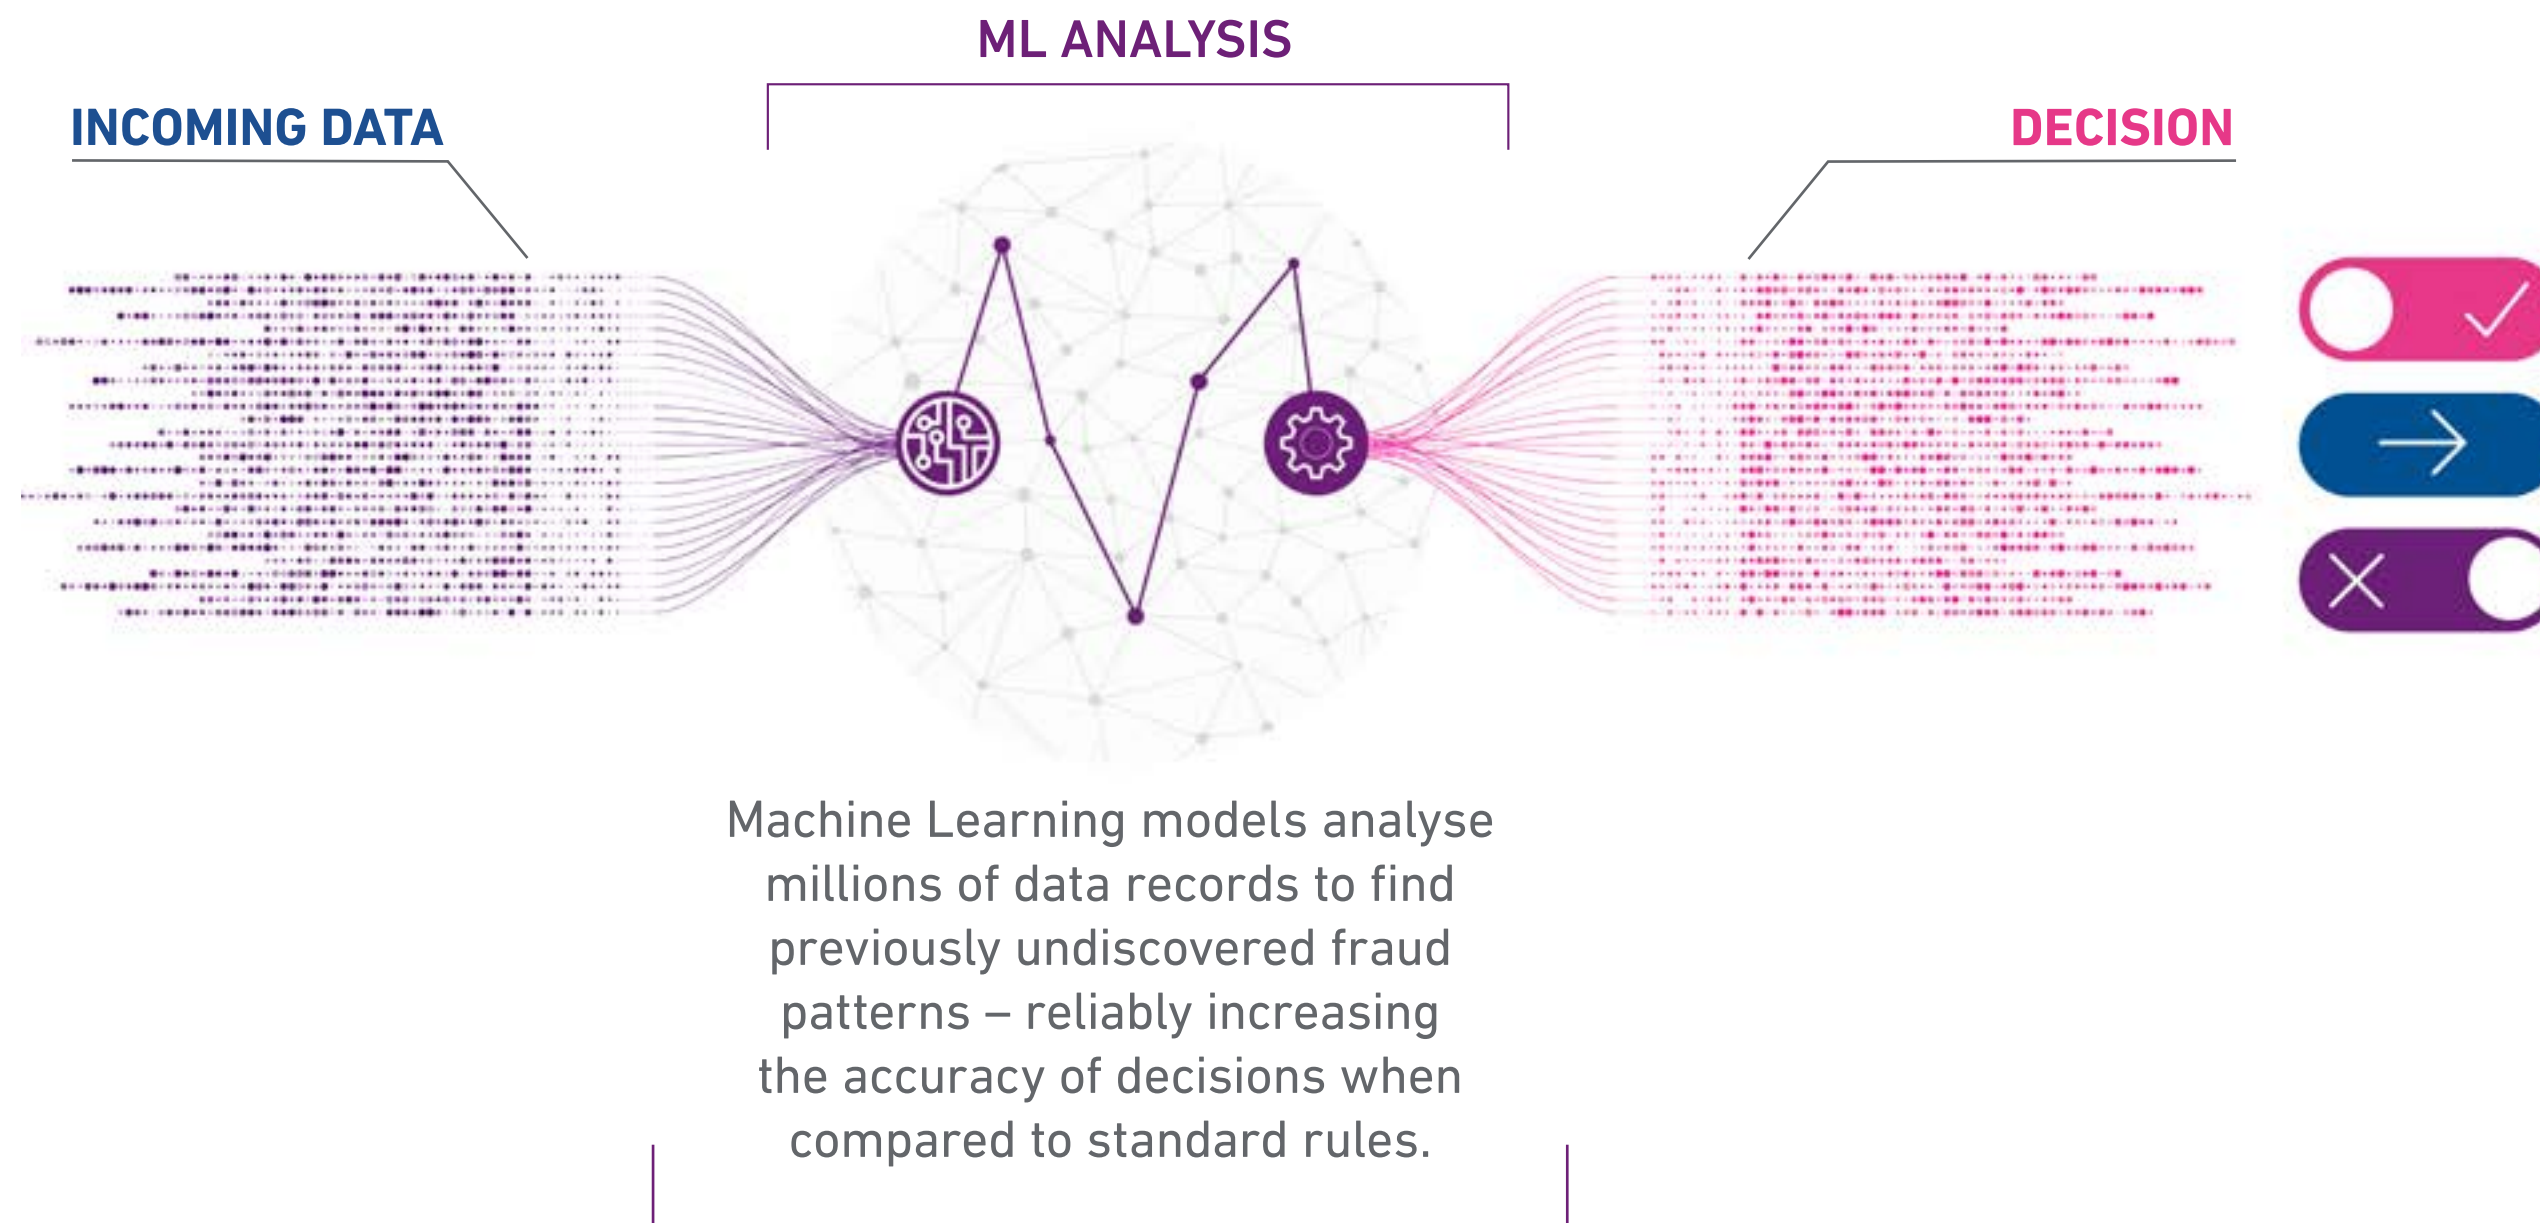 ML ANALYSIS
INCOMING DATA
DECISION
Machine Learning models analyse
millions of data records to find
previously undiscovered fraud
patterns – reliably increasing
the accuracy of decisions when
compared to standard rules.